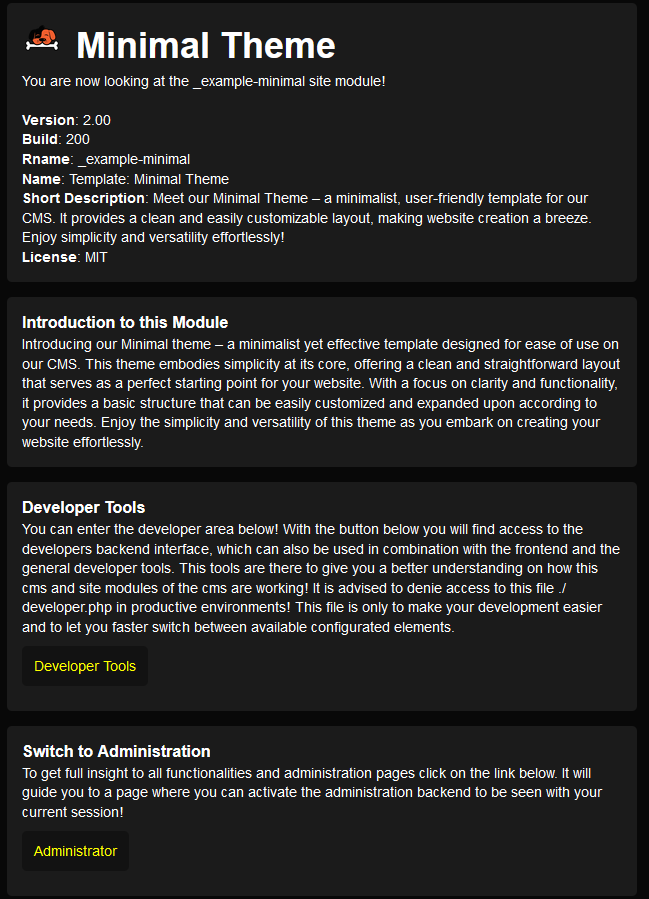 Minimal Theme
You are now looking at the _example-minimal site module!
Version: 2.00
Build: 200
Rname: _example-minimal
Name: Template: Minimal Theme
Short Description: Meet our Minimal Theme – a minimalist, user-friendly template for our
CMS. It provides a clean and easily customizable layout, making website creation a breeze.
Enjoy simplicity and versatility effortlessly!
License: MIT
Introduction to this Module
Introducing our Minimal theme – a minimalist yet effective template designed for ease of use on
our CMS. This theme embodies simplicity at its core, offering a clean and straightforward layout
that serves as a perfect starting point for your website. With a focus on clarity and functionality,
it provides a basic structure that can be easily customized and expanded upon according to
your needs. Enjoy the simplicity and versatility of this theme as you embark on creating your
website effortlessly.
Developer Tools
You can enter the developer area below! With the button below you will find access to the
developers backend interface, which can also be used in combination with the frontend and the
general developer tools. This tools are there to give you a better understanding on how this
cms and site modules of the cms are working! It is advised to denie access to this file ./
developer.php in productive environments! This file is only to make your development easier
and to let you faster switch between available configurated elements.
Developer Tools
Switch to Administration
To get full insight to all functionalities and administration pages click on the link below. It will
guide you to a page where you can activate the administration backend to be seen with your
current session!
Administrator